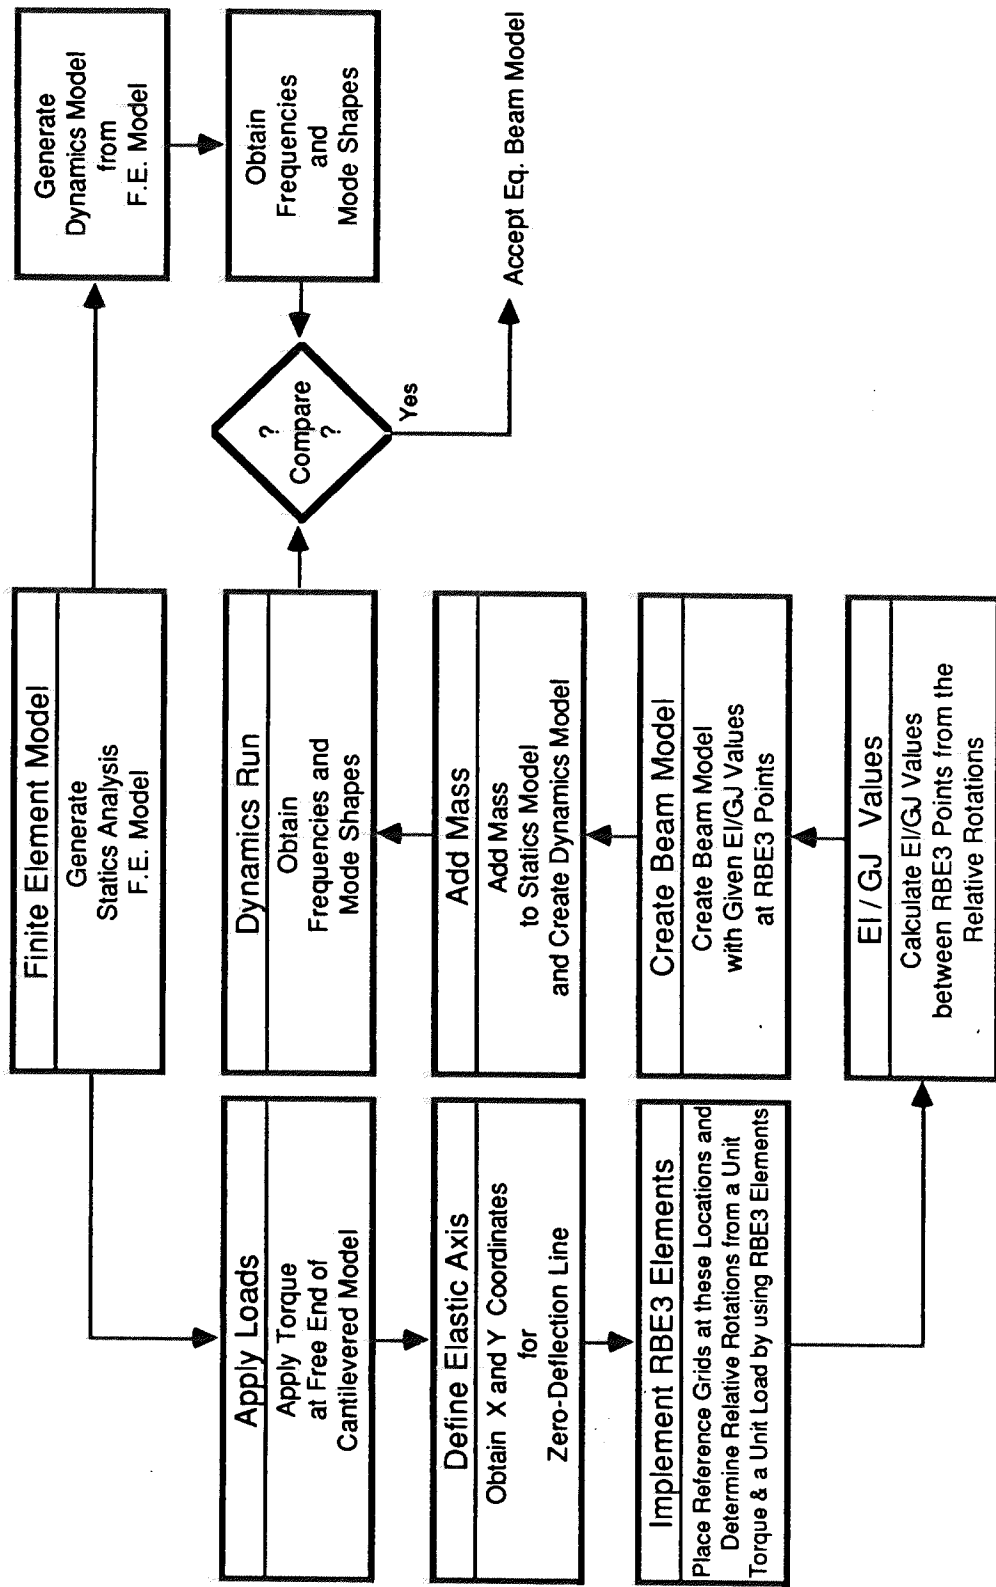 Finite Element Model
Generate
Statics Analysis
F.E. Model
Generate
Dynamics Model
from
F.E. Model
Apply Loads
Apply Torque
at Free End of
Cantilevered Model
Dynamics Run
Obtain
Frequencies and
Mode Shapes
?
Compare
?
Yes
Obtain
Frequencies
and
Mode Shapes
Define Elastic Axis
Obtain X and Y Coordinates
for
Zero-Deflection Line
Add Mass
Add Mass
to Statics Model
and Create Dynamics Model
Accept Eq. Beam Model
Implement RBE3 Elements
Place Reference Grids at these Locations and
Determine Relative Rotations from a Unit
Torque & a Unit Load by using RBE3 Elements
Create Beam Model
Create Beam Model
with Given EI/GJ Values
at RBE3 Points
EI / GJ Values
Calculate EI/GJ Values
between RBE3 Points from the
Relative Rotations